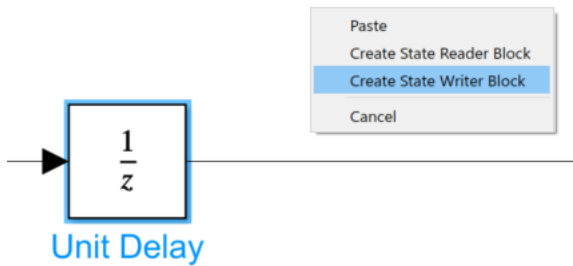 Paste
Create State Reader Block
Create State Writer Block
Cancel
1
z
Unit Delay